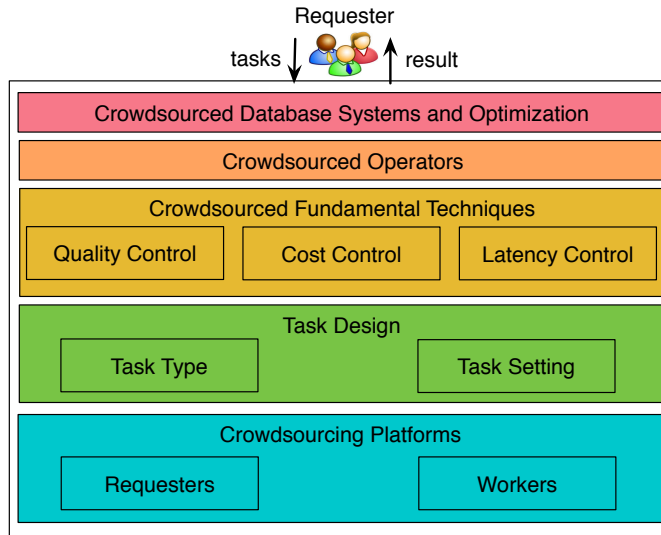 Requester
tasks
result
Crowdsourced Database Systems and Optimization
Crowdsourced Operators
Crowdsourced Fundamental Techniques
Quality Control
Cost Control
Latency Control
Task Design
Task Type
Task Setting
Crowdsourcing Platforms
Requesters
Workers